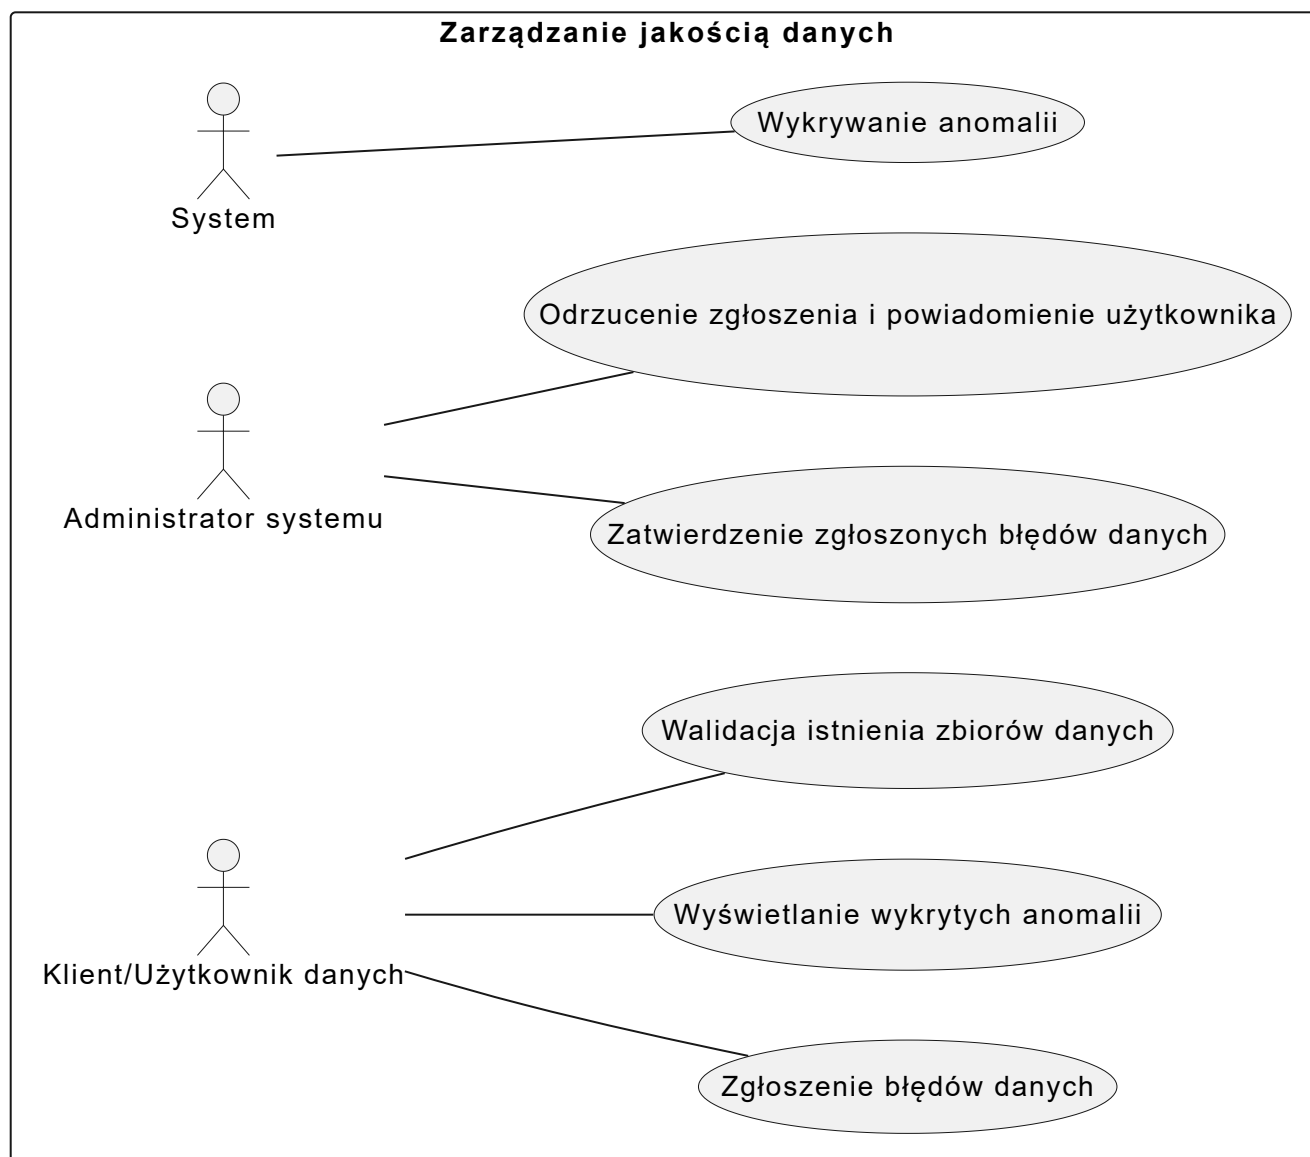 Zarządzanie jakością danych
Wykrywanie anomalii
System
Odrzucenie zgłoszenia i powiadomienie użytkownika
Administrator systemu
Zatwierdzenie zgłoszonych błędów danych
Walidacja istnienia zbiorów danych
Wyświetlanie wykrytych anomalii
Klient/Użytkownik danych
Zgłoszenie błędów danych